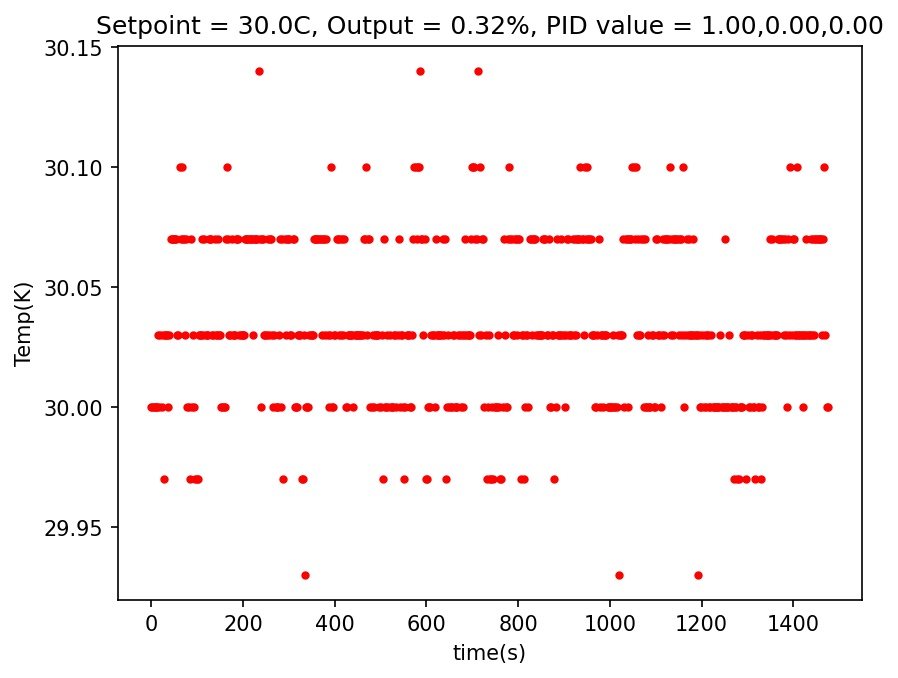 Setpoint = 30.0C, Output = 0.32%, PID value = 1.00,0.00,0.00
30.15
30.10
30.05
30.00
29.95
Temp(K)
0 200 400 600 800 1000 1200 1400
time(s)